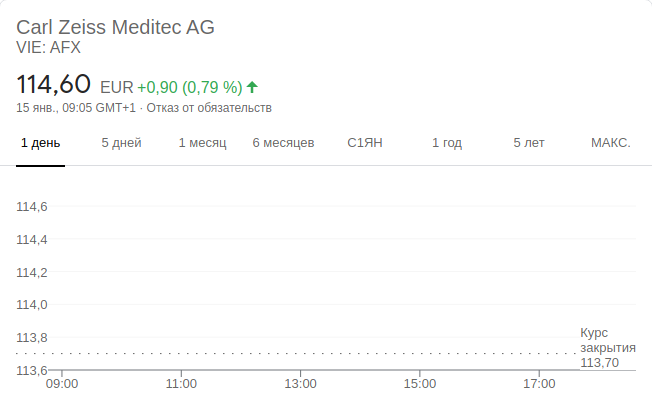 Carl Zeiss Meditec AG
VIE: AFX
114,60 EUR +0,90 (0,79 %)
15 янв., 09:05 GMT+1 · Отказ от обязательств
1 день 5 дней 1 месяц 6 месяцев С1ЯН 1 год 5 лет МАКС.
114,6
114,4
114,2
114,0
113,8
Курс
закрытия
113,70
113,6
09:00 11:00 13:00 15:00 17:00